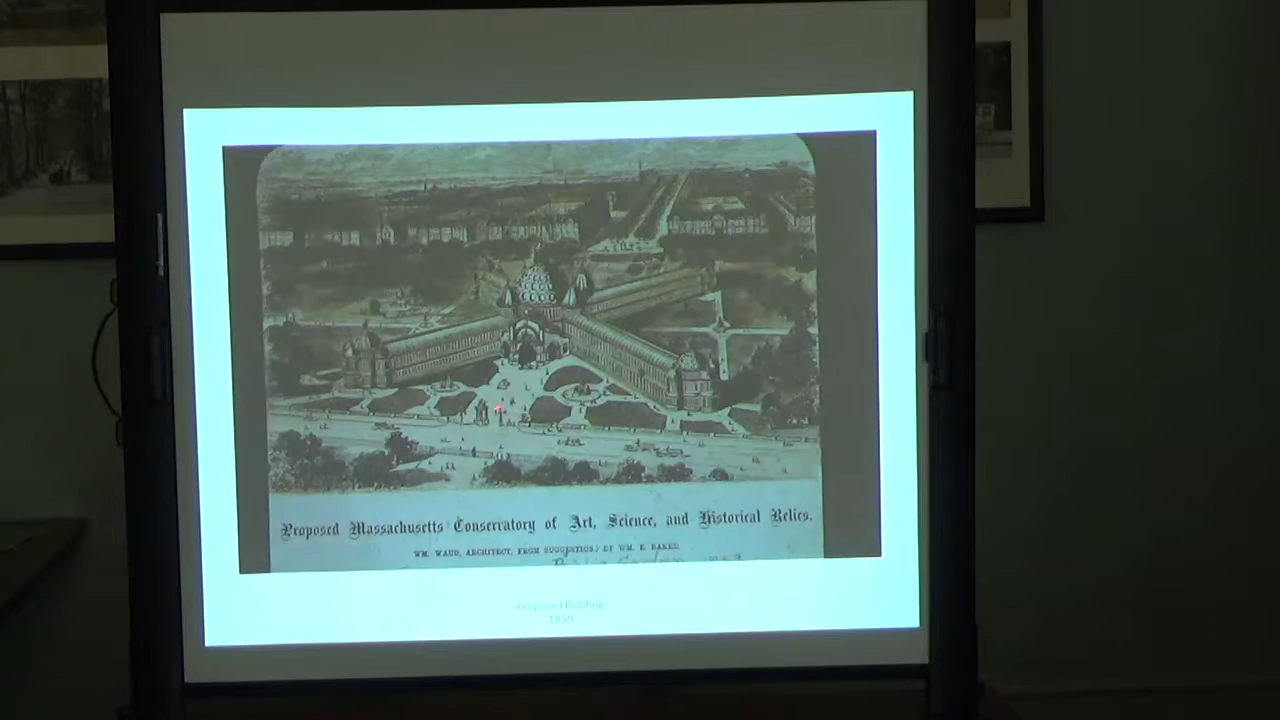 Proposed Massachusetts Conservatory of Art, Science, and Historical Relics.
WM. WAUD, ARCHITECT, FROM SUGGESTIONS BY WM. E. BAKER.
Proposed Building
1859